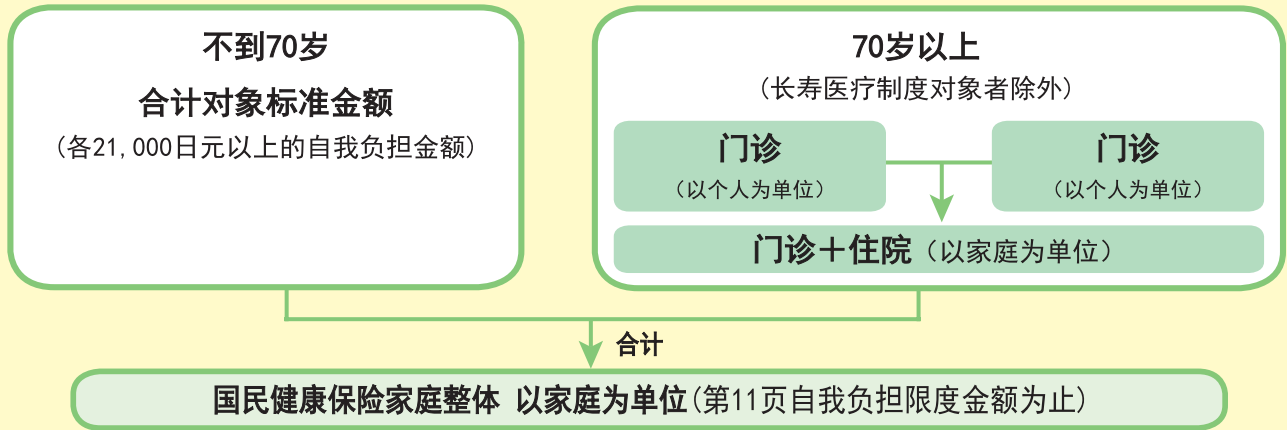 不到70岁
合计对象标准金额
（各21,000日元以上的自我负担金额）
70岁以上
（长寿医疗制度对象者除外）
门诊
（以个人为单位）
门诊
（以个人为单位）
门诊＋住院（以家庭为单位）
合计
国民健康保险家庭整体 以家庭为单位(第11页自我负担限度金额为止)